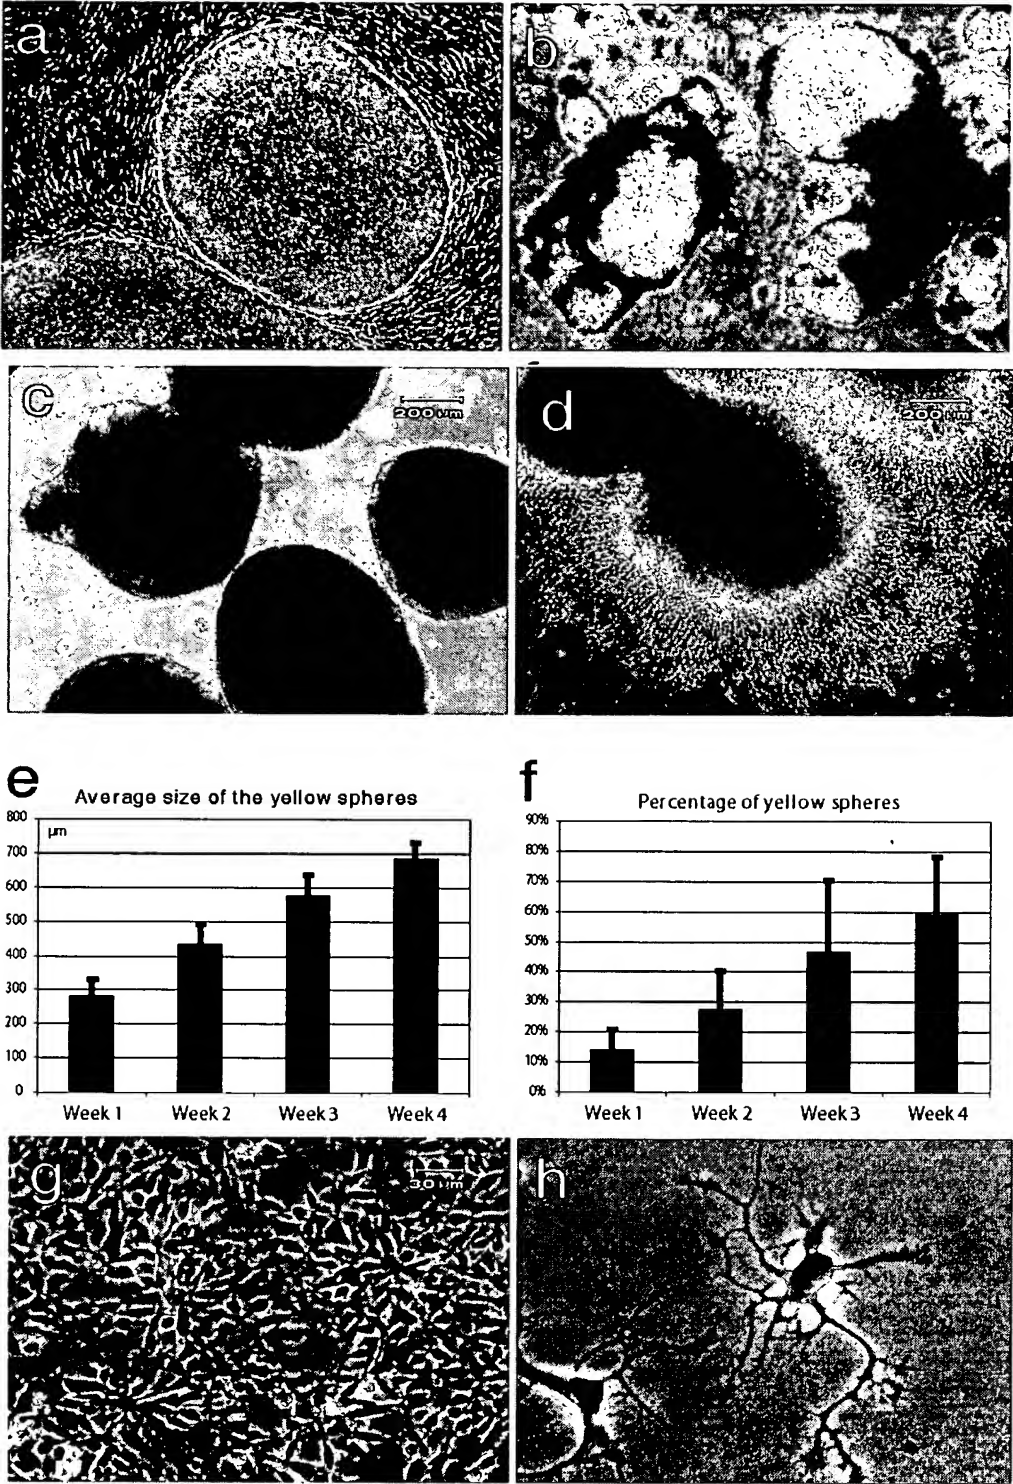 a
b
c
200 µm
d
200 µm
e
Average size of the yellow spheres
800
µm
700
600
500
400
300
200
100
0
Week 1
Week 2
Week 3
Week 4
f
Percentage of yellow spheres
90%
80%
70%
60%
50%
40%
30%
20%
10%
0%
Week 1
Week 2
Week 3
Week 4
g
30 µm
h